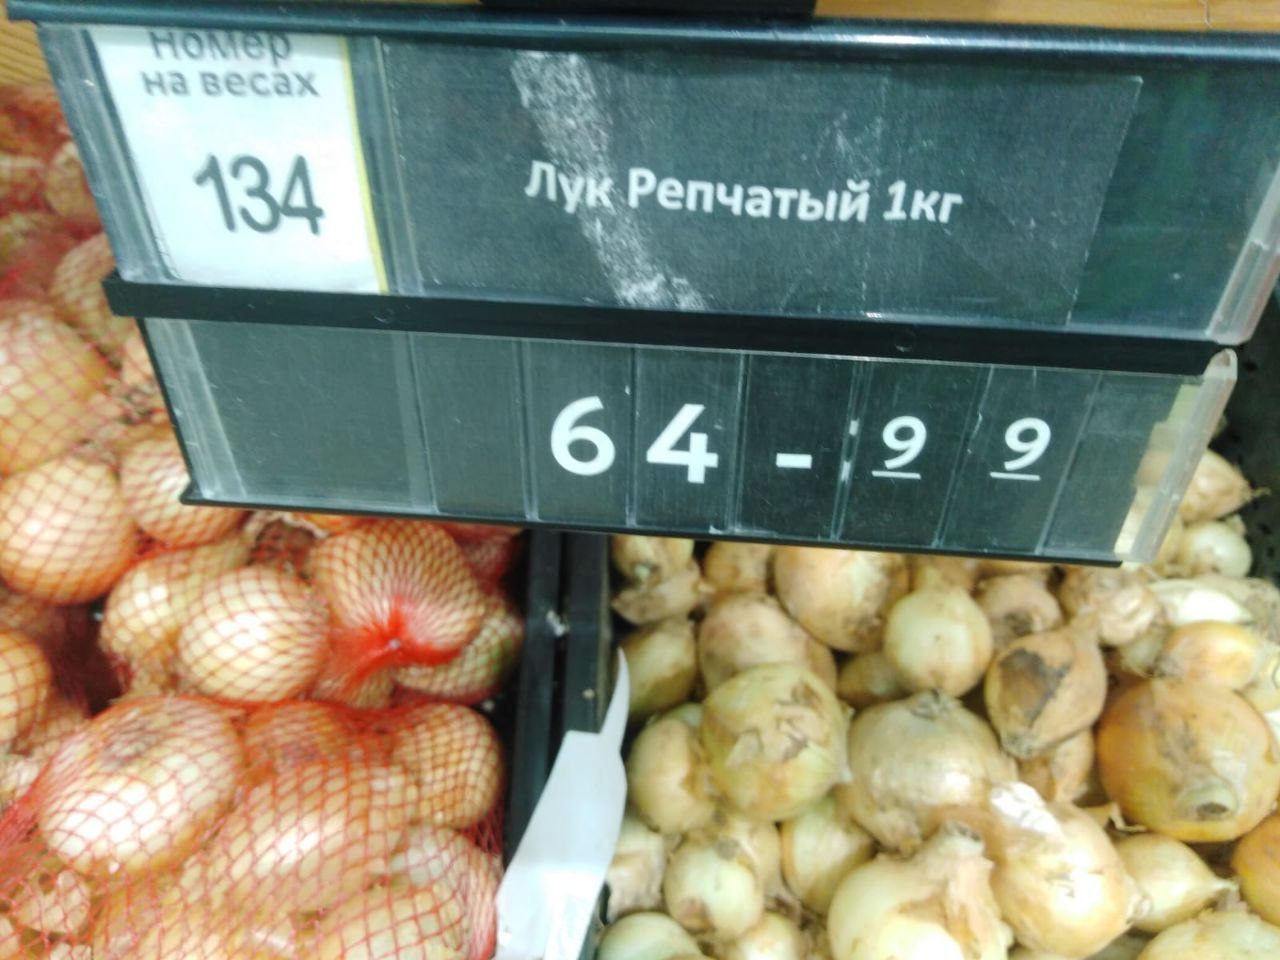 Номер
на весах
134
Лук Репчатый 1кг
64-99